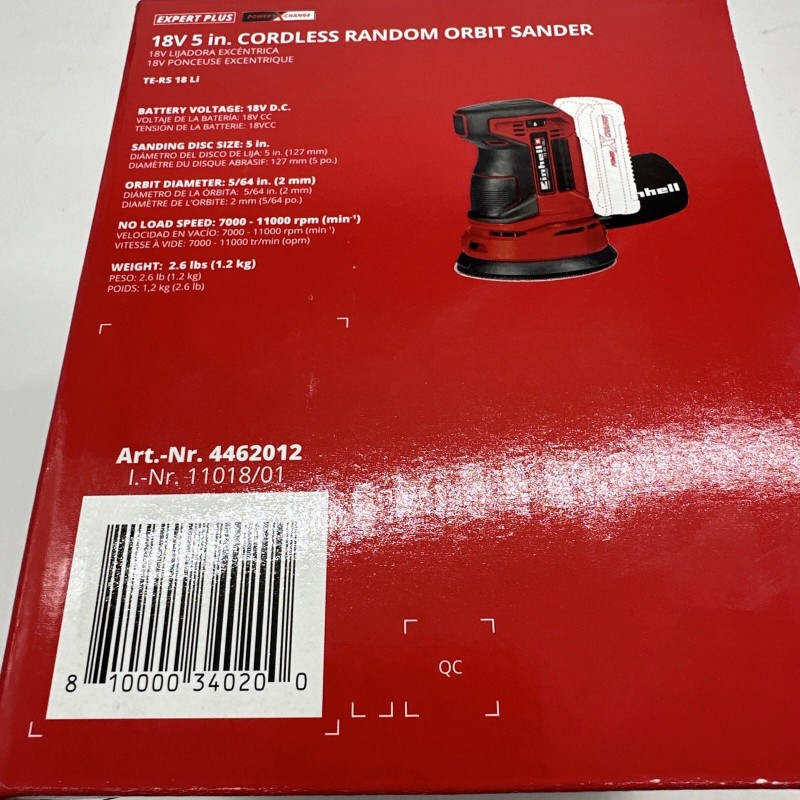 EXPERT PLUS POWER X CHANGE
18V 5 in. CORDLESS RANDOM ORBIT SANDER
18V LIJADORA EXCÉNTRICA
18V PONCEUSE EXCENTRIQUE
TE-RS 18 Li
BATTERY VOLTAGE: 18V D.C.
VOLTAJE DE LA BATERÍA: 18V CC
TENSION DE LA BATTERIE: 18VCC
SANDING DISC SIZE: 5 in.
DIÁMETRO DEL DISCO DE LIJA: 5 in. (127 mm)
DIAMÈTRE DU DISQUE ABRASIF: 127 mm (5 po.)
ORBIT DIAMETER: 5/64 in. (2 mm)
DIÁMETRO DE LA ÓRBITA: 5/64 in. (2 mm)
DIAMÈTRE DE L'ORBITE: 2 mm (5/64 po.)
NO LOAD SPEED: 7000 - 11000 rpm (min⁻¹)
VELOCIDAD EN VACÍO: 7000 - 11000 rpm (min⁻¹)
VITESSE À VIDE: 7000 - 11000 tr/min (opm)
WEIGHT: 2.6 lbs (1.2 kg)
PESO: 2.6 lb (1.2 kg)
POIDS: 1,2 kg (2.6 lb)
Einhell
nhell
Art.-Nr. 4462012
I.-Nr. 11018/01
8 10000 34020 0
QC